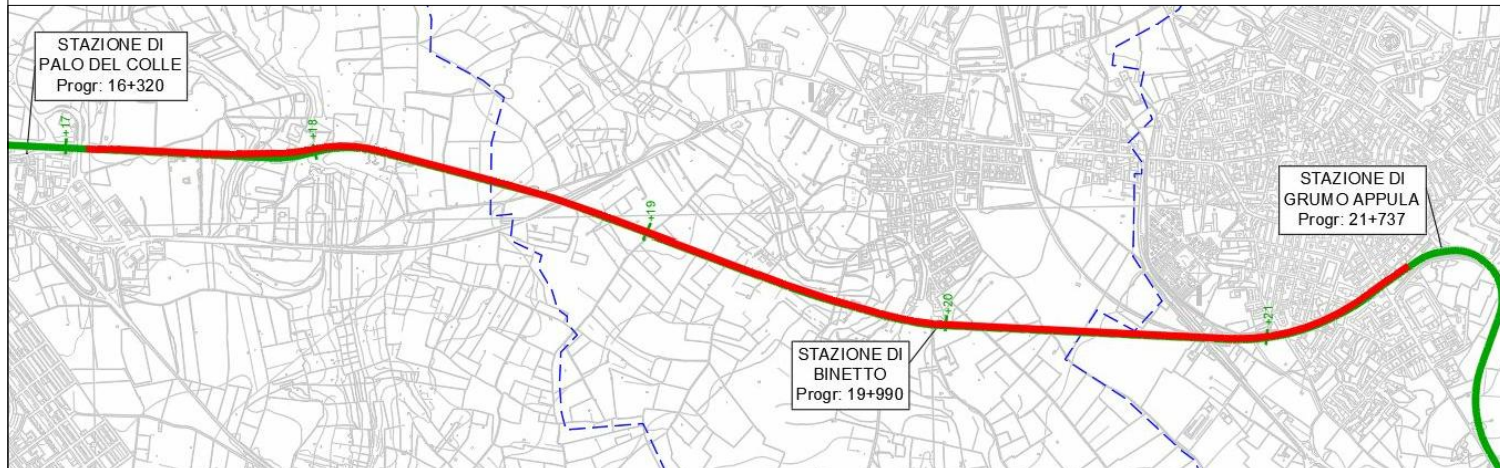 STAZIONE DI
PALO DEL COLLE
Progr: 16+320
+17
+18
+19
STAZIONE DI
BINETTO
Progr: 19+990
+20
+21
STAZIONE DI
GRUMO APPULA
Progr: 21+737